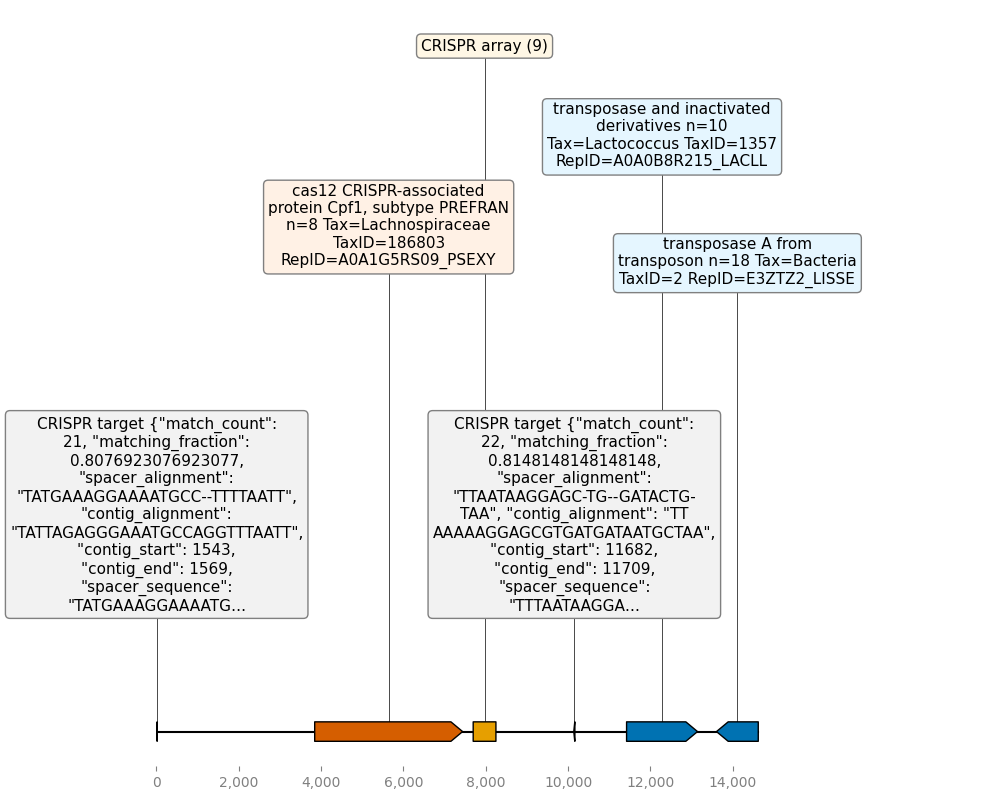 CRISPR array (9)
transposase and inactivated
derivatives n=10
Tax=Lactococcus TaxID=1357
RepID=A0A0B8R215_LACLL
cas12 CRISPR-associated
protein Cpf1, subtype PREFRAN
n=8 Tax=Lachnospiraceae
TaxID=186803
RepID=A0A1G5RS09_PSEXY
transposase A from
transposon n=18 Tax=Bacteria
TaxID=2 RepID=E3ZTZ2_LISSE
CRISPR target {"match_count":
21, "matching_fraction":
0.8076923076923077,
"spacer_alignment":
"TATGAAAGGAAAATGCC--TTTTAATT",
"contig_alignment":
"TATTAGAGGGAAATGCCAGGTTTAATT",
"contig_start": 1543,
"contig_end": 1569,
"spacer_sequence":
"TATGAAAGGAAAATG...
CRISPR target {"match_count":
22, "matching_fraction":
0.8148148148148148,
"spacer_alignment":
"TTAATAAGGAGC-TG--GATACTG-
TAA", "contig_alignment": "TT
AAAAAGGAGCGTGATGATAATGCTAA",
"contig_start": 11682,
"contig_end": 11709,
"spacer_sequence":
"TTTAATAAGGA...
0
2,000
4,000
6,000
8,000
10,000
12,000
14,000